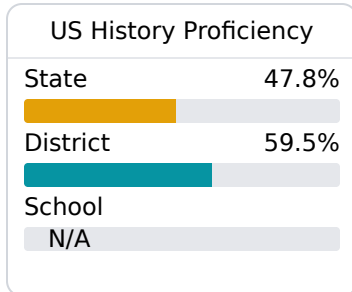 US History Proficiency
State 47.8%
District 59.5%
School
N/A